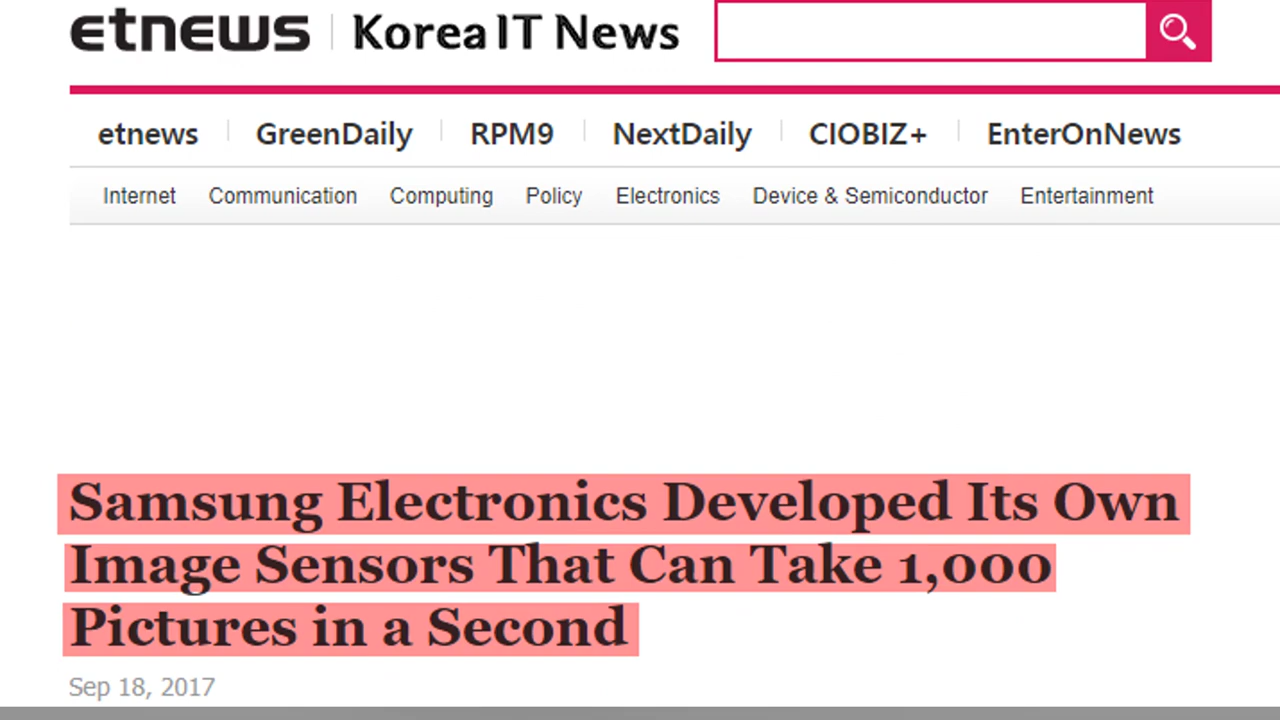 etnews Korea IT News
etnews GreenDaily RPM9 NextDaily CIOBIZ+ EnterOnNews
Internet Communication Computing Policy Electronics Device & Semiconductor Entertainment
Samsung Electronics Developed Its Own
Image Sensors That Can Take 1,000
Pictures in a Second
Sep 18, 2017